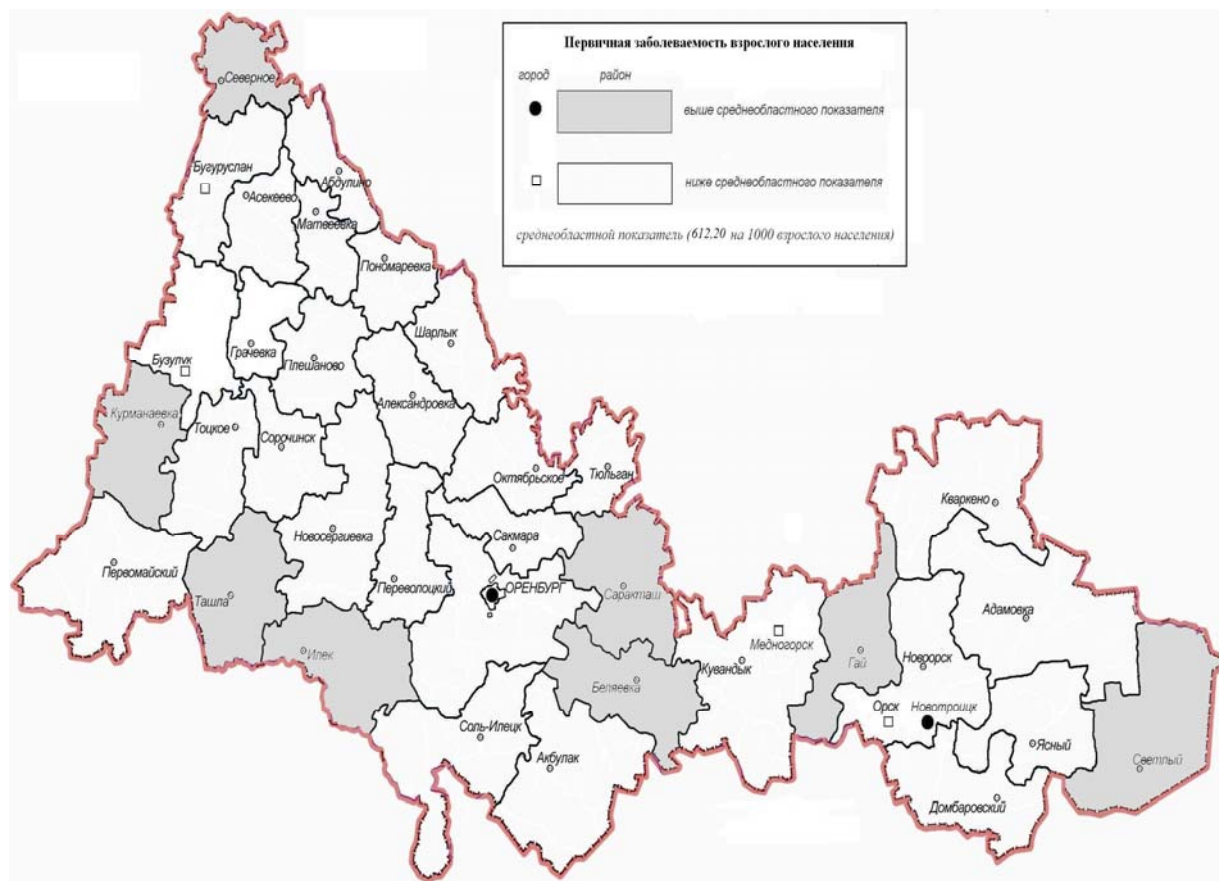 Первичная заболеваемость взрослого населения
город
район
выше среднеобластного показателя
ниже среднеобластного показателя
среднеобластной показатель (612,20 на 1000 взрослого населения)
Северное
Бугуруслан
Абдулино
Асекеево
Матвеевка
Пономаревка
Шарлык
Грачевка
Бузулук
Плешаново
Александровка
Курманаевка
Тоцкое
Сорочинск
Октябрьское
Тюльган
Кваркено
Новосергиевка
Сакмара
Первомайский
Переволоцкий
ОРЕНБУРГ
Ташла
Саракташ
Адамовка
Медногорск
Илек
Гай
Кувандык
Новоорск
Беляевка
Орск
Новотроицк
Соль-Илецк
Ясный
Акбулак
Светлый
Домбаровский